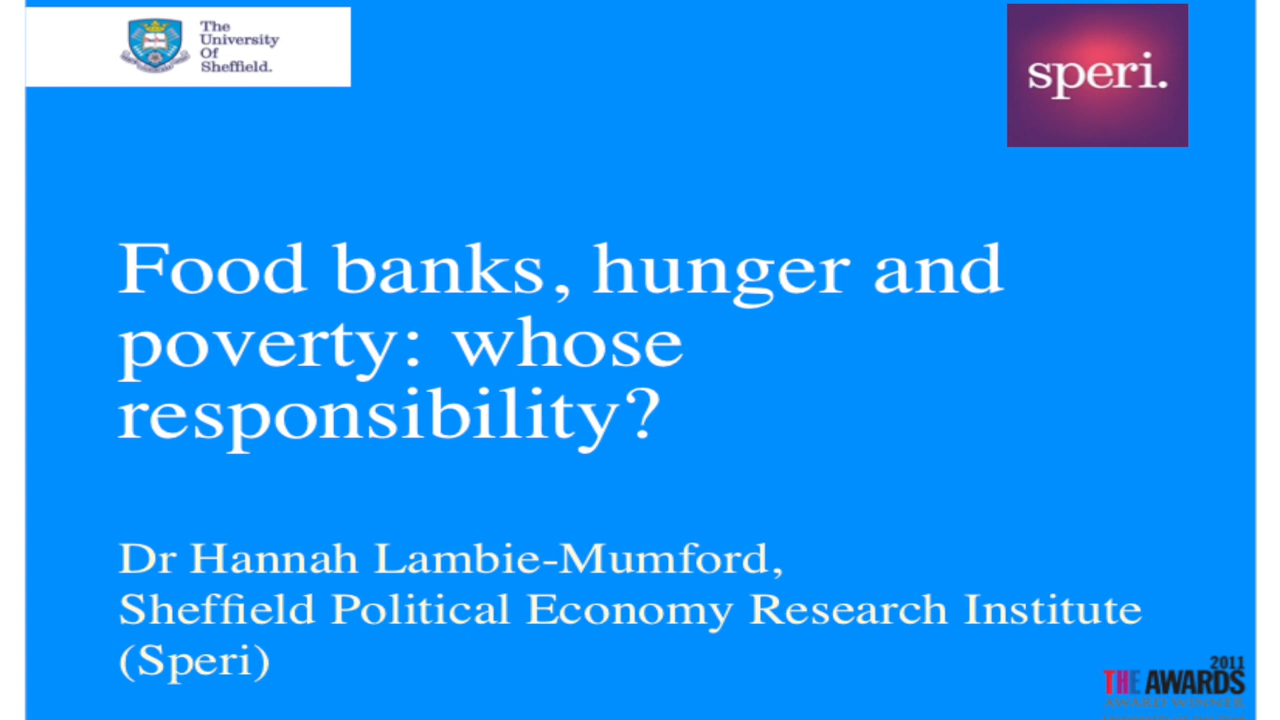 The
University
Of
Sheffield.
speri.
Food banks, hunger and
poverty: whose
responsibility?
Dr Hannah Lambie-Mumford,
Sheffield Political Economy Research Institute
(Speri)
2011
THE AWARDS
AWARD WINNER